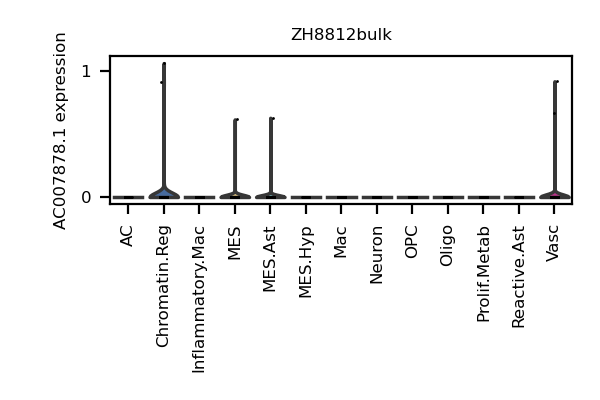 ZH8812bulk
AC007878.1 expression
1
0
AC
Chromatin.Reg
Inflammatory.Mac
MES
MES.Ast
MES.Hyp
Mac
Neuron
OPC
Oligo
Prolif.Metab
Reactive.Ast
Vasc